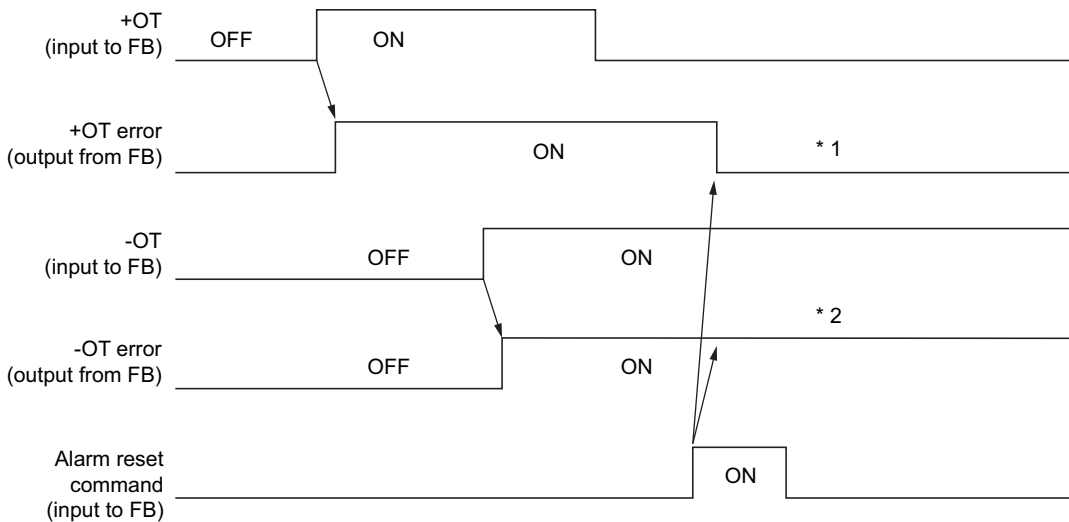 +OT
(input to FB)
OFF
ON
+OT error
(output from FB)
ON
* 1
-OT
(input to FB)
OFF
ON
* 2
-OT error
(output from FB)
OFF
ON
Alarm reset
command
(input to FB)
ON